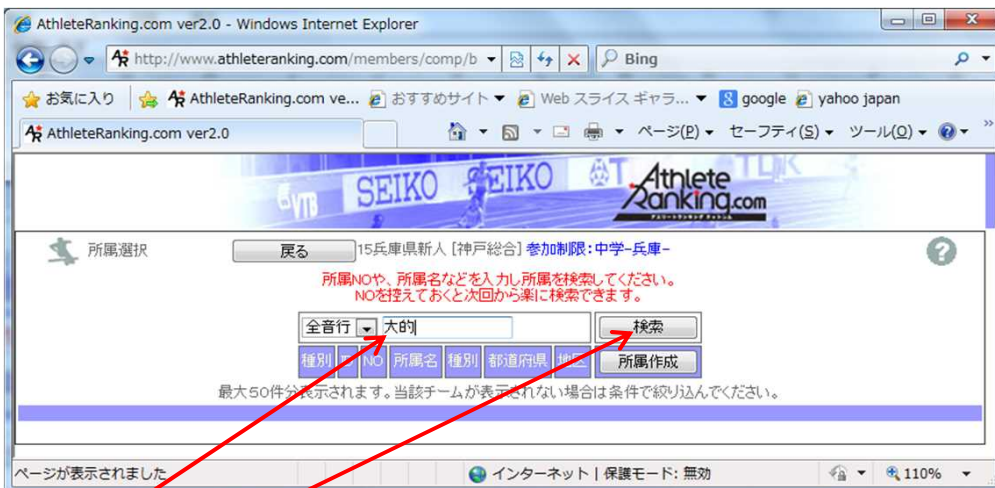 AthleteRanking.com ver2.0 - Windows Internet Explorer
http://www.athleteranking.com/members/comp/b
Bing
お気に入り AthleteRanking.com ve... おすすめサイト Web スライス ギャラ... google yahoo japan
AthleteRanking.com ver2.0 ページ(P) セーフティ(S) ツール(O) »
VTB SEIKO SEIKO TDK Athlete Ranking.com
所属選択 戻る 15兵庫県新人 [神戸総合] 参加制限:中学-兵庫-
所属NOや、所属名などを入力し所属を検索してください。
NOを控えておくと次回から楽に検索できます。
全音行 大的 検索
種別 NO 所属名 種別 都道府県 地区 所属作成
最大50件分表示されます。当該チームが表示されない場合は条件で絞り込んでください。
ページが表示されました インターネット | 保護モード: 無効 110%